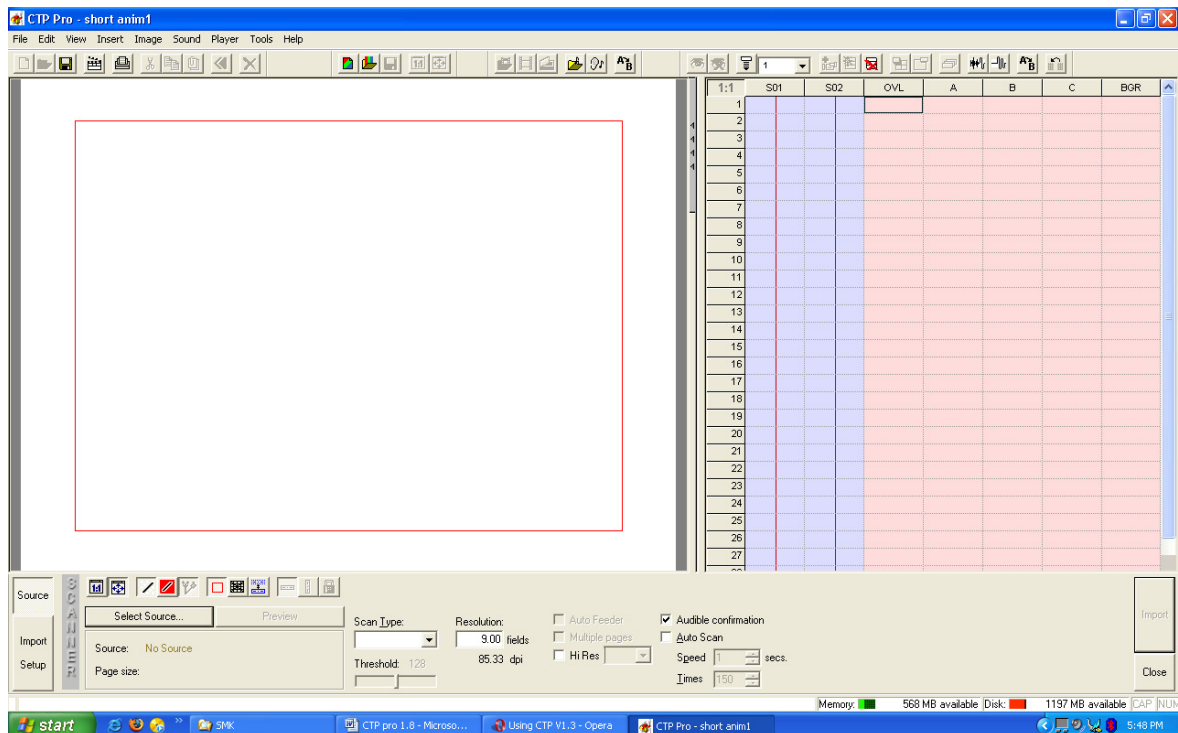 CTP Pro - short anim1
File Edit View Insert Image Sound Player Tools Help
1
1:1 S01 S02 OVL A B C BGR
1
2
3
4
5
6
7
8
9
10
11
12
13
14
15
16
17
18
19
20
21
22
23
24
25
26
27
Source
Import
Setup
SCANNER
Select Source... Preview
Source: No Source
Page size:
Scan Type:
Threshold: 128
Resolution:
9.00 fields
85.33 dpi
Auto Feeder
Multiple pages
Hi Res
Audible confirmation
Auto Scan
Speed 1 secs.
Times 150
Import
Close
Memory: 568 MB available Disk: 1197 MB available CAP NUM
start SMK CTP pro 1.8 - Microso... Using CTP V1.3 - Opera CTP Pro - short anim1 5:48 PM